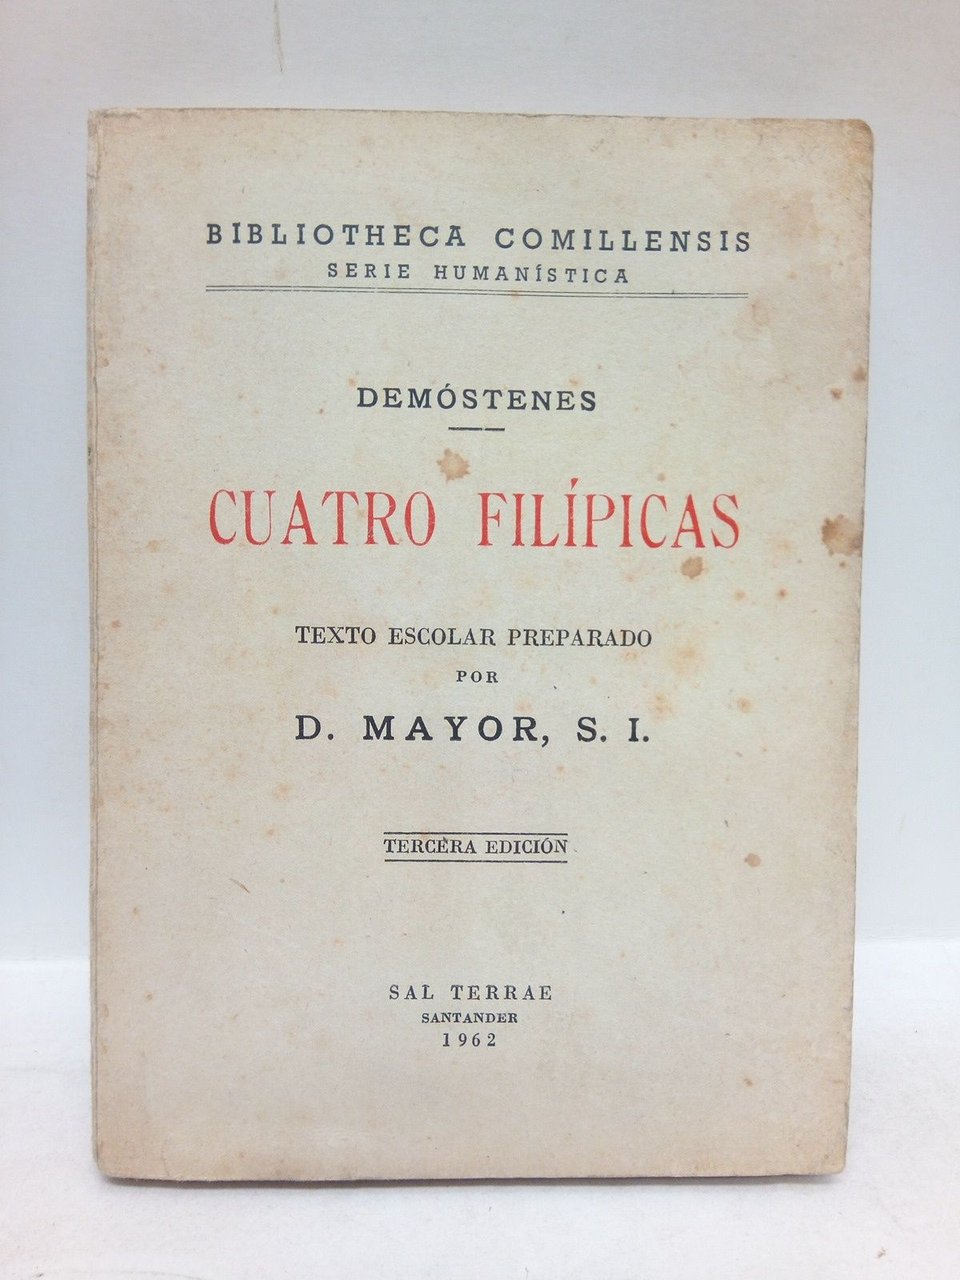 BIBLIOTHECA COMILLENSIS
SERIE HUMANÍSTICA
DEMÓSTENES
CUATRO FILÍPICAS
TEXTO ESCOLAR PREPARADO
POR
D. MAYOR, S. I.
TERCERA EDICIÓN
SAL TERRAE
SANTANDER
1962